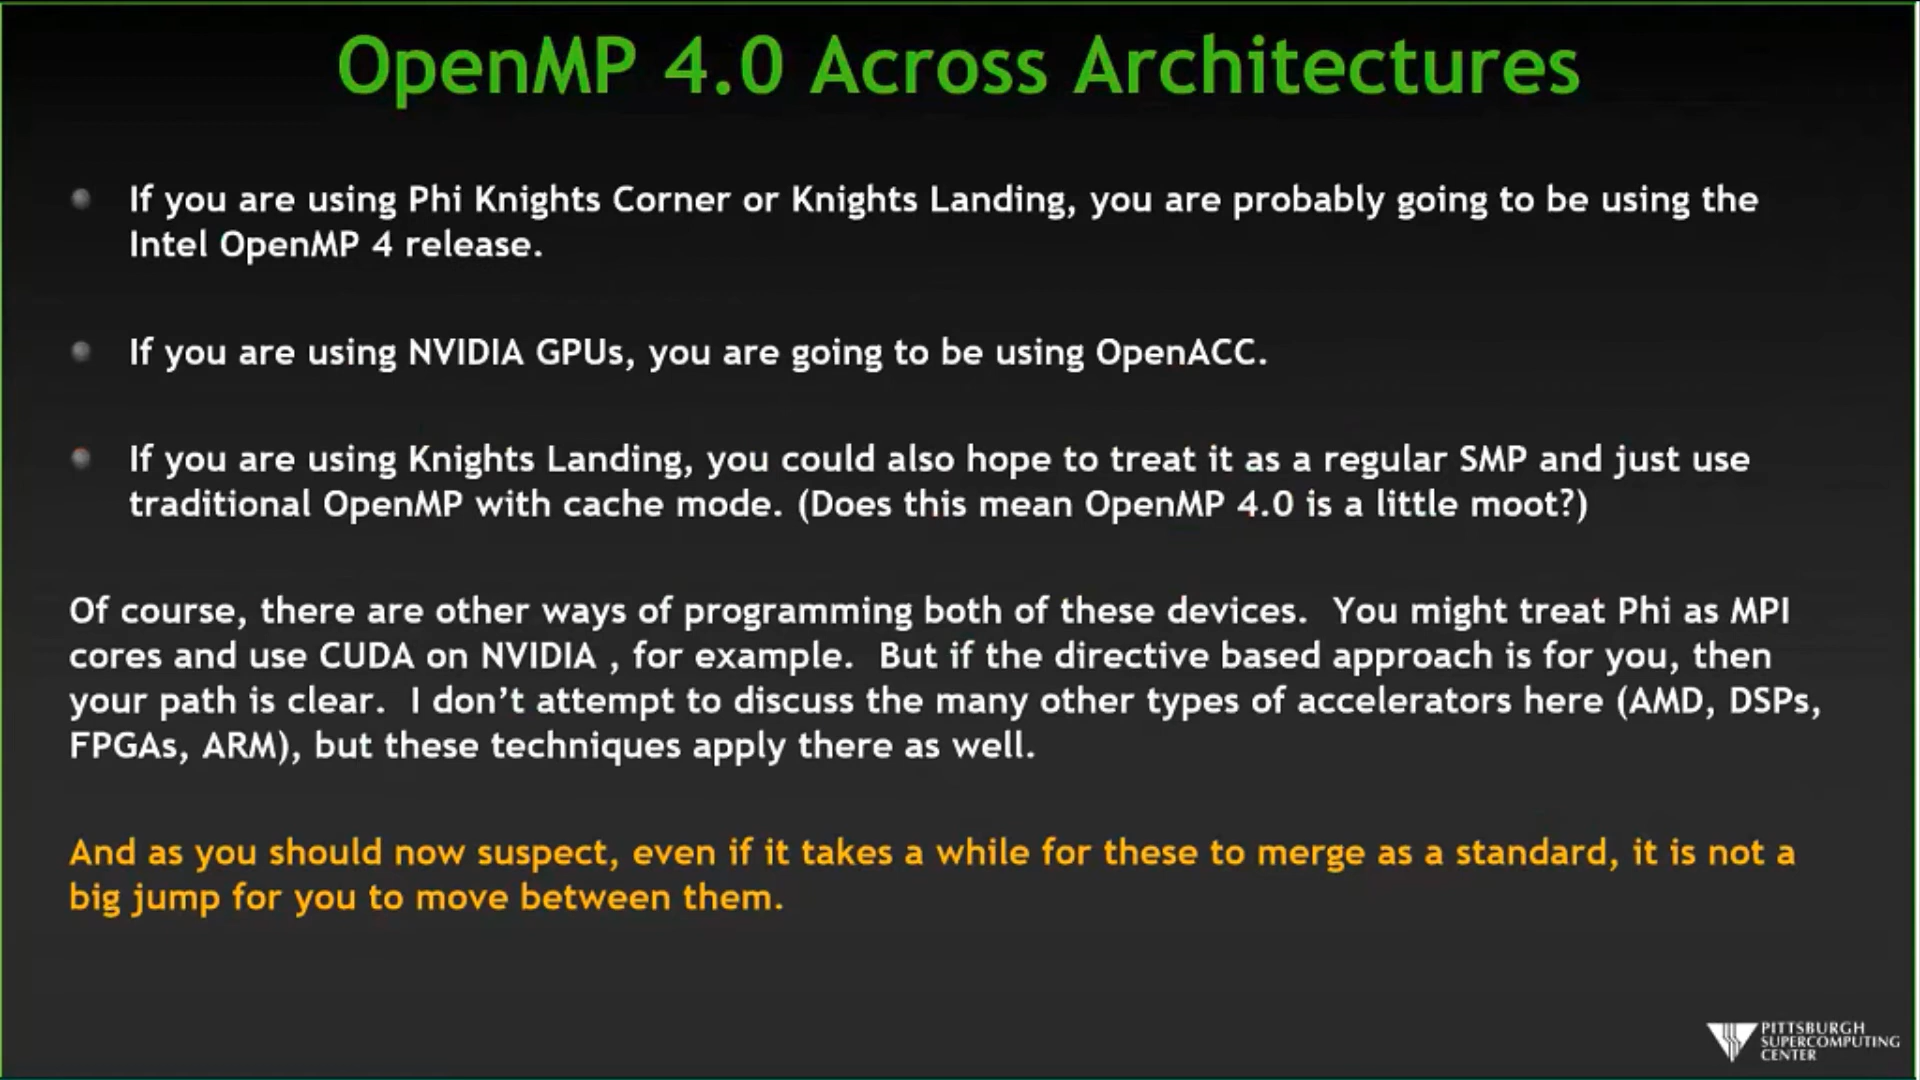 OpenMP 4.0 Across Architectures
If you are using Phi Knights Corner or Knights Landing, you are probably going to be using the
Intel OpenMP 4 release.
If you are using NVIDIA GPUs, you are going to be using OpenACC.
If you are using Knights Landing, you could also hope to treat it as a regular SMP and just use
traditional OpenMP with cache mode. (Does this mean OpenMP 4.0 is a little moot?)
Of course, there are other ways of programming both of these devices. You might treat Phi as MPI
cores and use CUDA on NVIDIA , for example. But if the directive based approach is for you, then
your path is clear. I don’t attempt to discuss the many other types of accelerators here (AMD, DSPs,
FPGAs, ARM), but these techniques apply there as well.
And as you should now suspect, even if it takes a while for these to merge as a standard, it is not a
big jump for you to move between them.
PITTSBURGH
SUPERCOMPUTING
CENTER